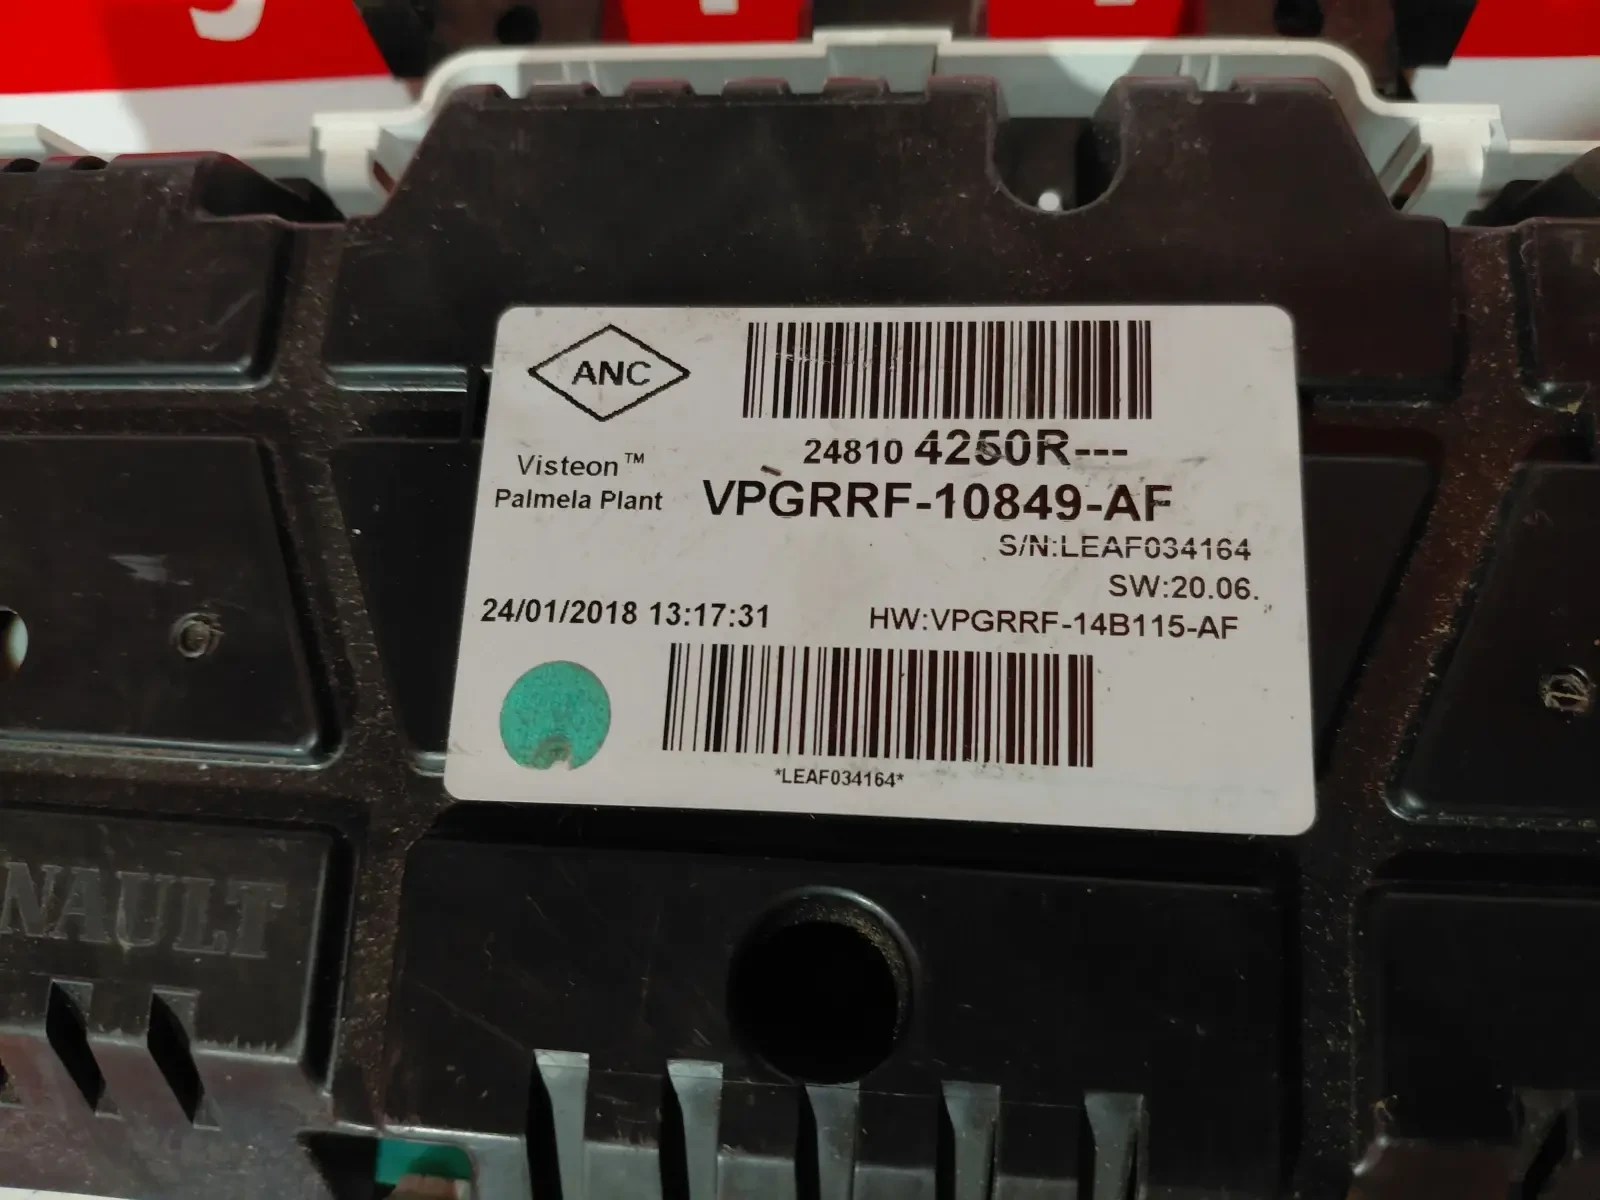 ANC
24810 4250R---
Visteon™
Palmela Plant
VPGRRF-10849-AF
S/N:LEAF034164
SW:20.06.
24/01/2018 13:17:31
HW:VPGRRF-14B115-AF
*LEAF034164*
NAULT